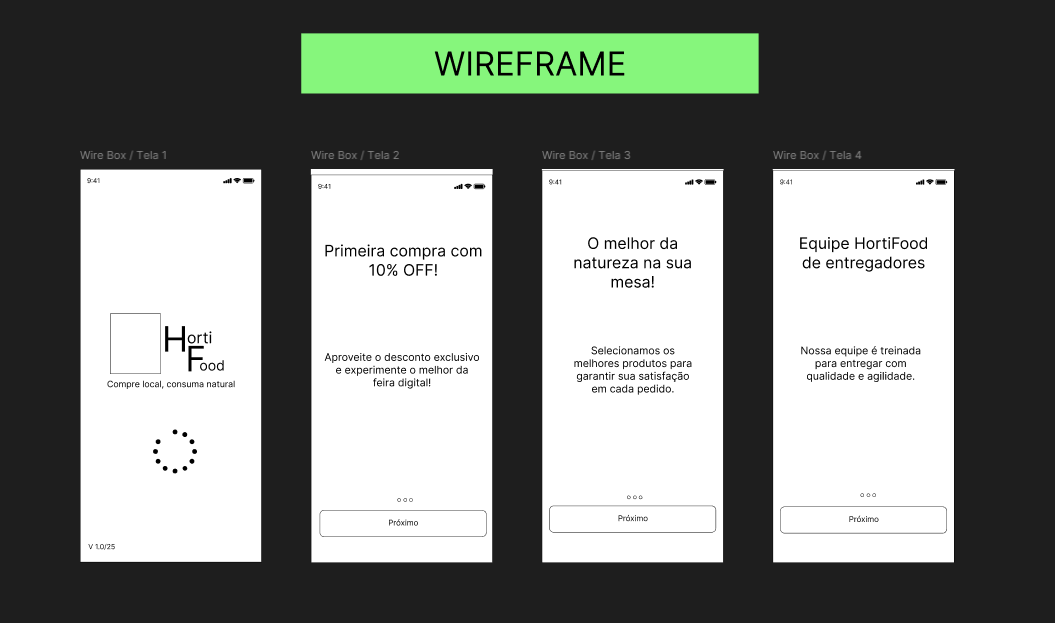 WIREFRAME
Wire Box / Tela 1
9:41
Horti
Food
Compre local, consuma natural
V 1.0/25
Wire Box / Tela 2
9:41
Primeira compra com
10% OFF!
Aproveite o desconto exclusivo
e experimente o melhor da
feira digital!
Próximo
Wire Box / Tela 3
9:41
O melhor da
natureza na sua
mesa!
Selecionamos os
melhores produtos para
garantir sua satisfação
em cada pedido.
Próximo
Wire Box / Tela 4
9:41
Equipe HortiFood
de entregadores
Nossa equipe é treinada
para entregar com
qualidade e agilidade.
Próximo